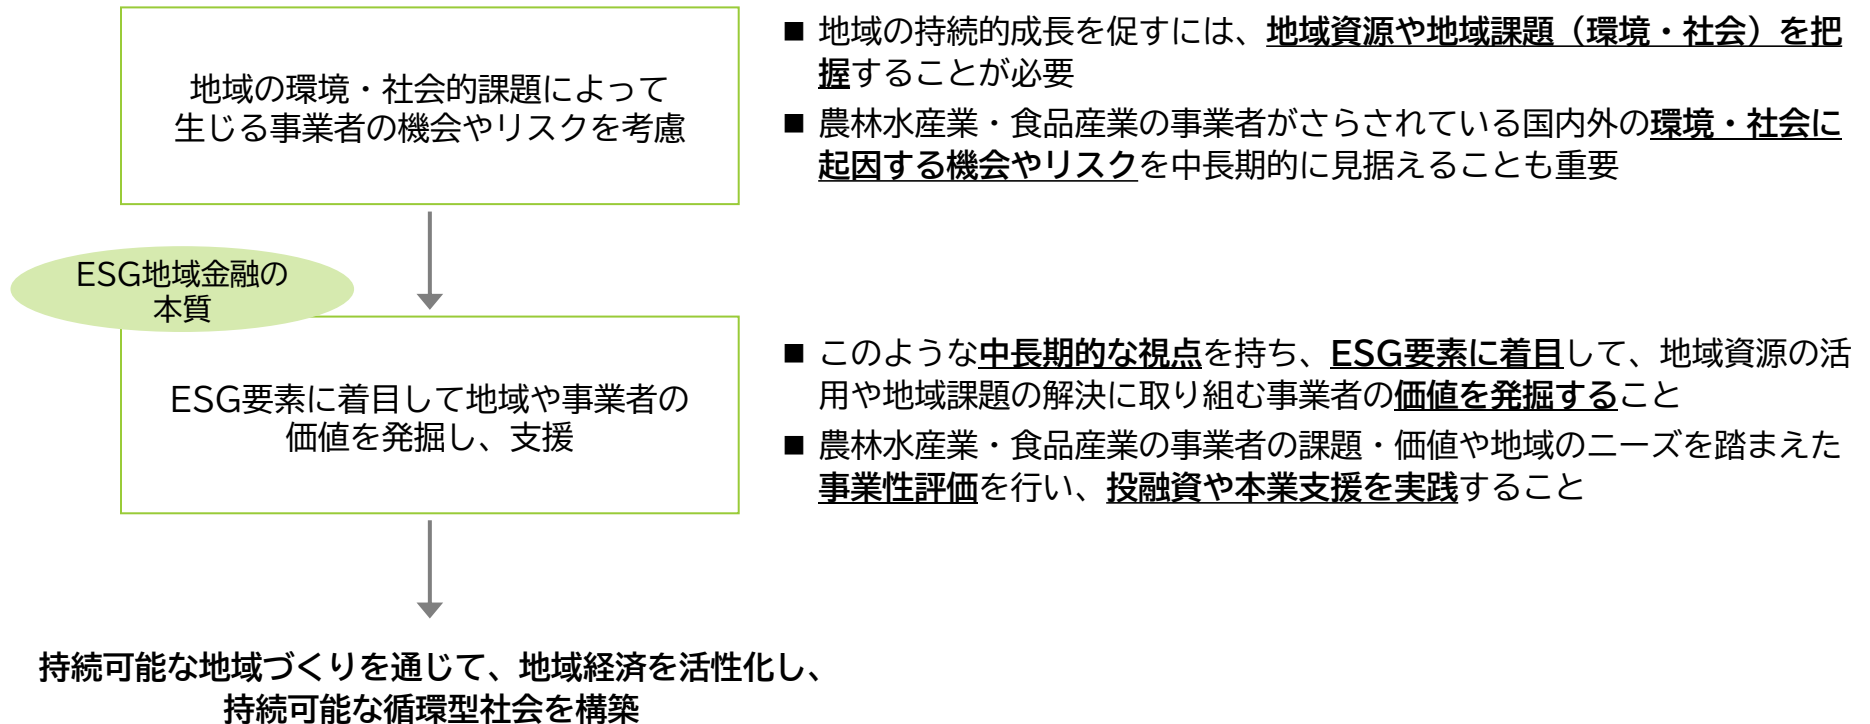 地域の環境・社会的課題によって
生じる事業者の機会やリスクを考慮
■ 地域の持続的成長を促すには、地域資源や地域課題（環境・社会）を把
握することが必要
■ 農林水産業・食品産業の事業者がさらされている国内外の環境・社会に
起因する機会やリスクを中長期的に見据えることも重要
ESG地域金融の
本質
ESG要素に着目して地域や事業者の
価値を発掘し、支援
■ このような中長期的な視点を持ち、ESG要素に着目して、地域資源の活
用や地域課題の解決に取り組む事業者の価値を発掘すること
■ 農林水産業・食品産業の事業者の課題・価値や地域のニーズを踏まえた
事業性評価を行い、投融資や本業支援を実践すること
持続可能な地域づくりを通じて、地域経済を活性化し、
持続可能な循環型社会を構築